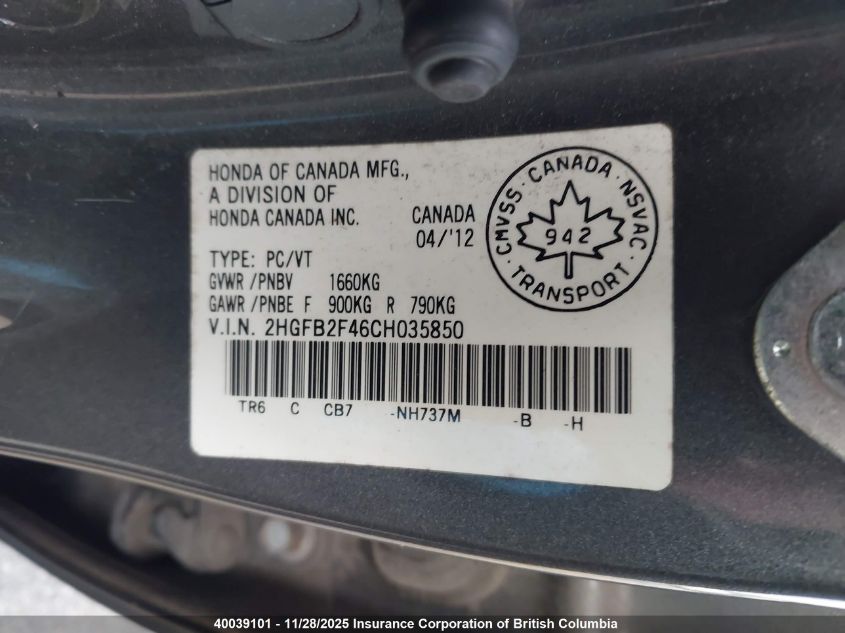 HONDA OF CANADA MFG.,
A DIVISION OF
HONDA CANADA INC.
CANADA
04/'12
CMVSS · CANADA · NSVAC · TRANSPORT ·
942
TYPE: PC/VT
GVWR /PNBV 1660KG
GAWR /PNBE F 900KG R 790KG
V.I.N. 2HGFB2F46CH035850
TR6 C CB7 -NH737M -B -H
40039101 - 11/28/2025 Insurance Corporation of British Columbia